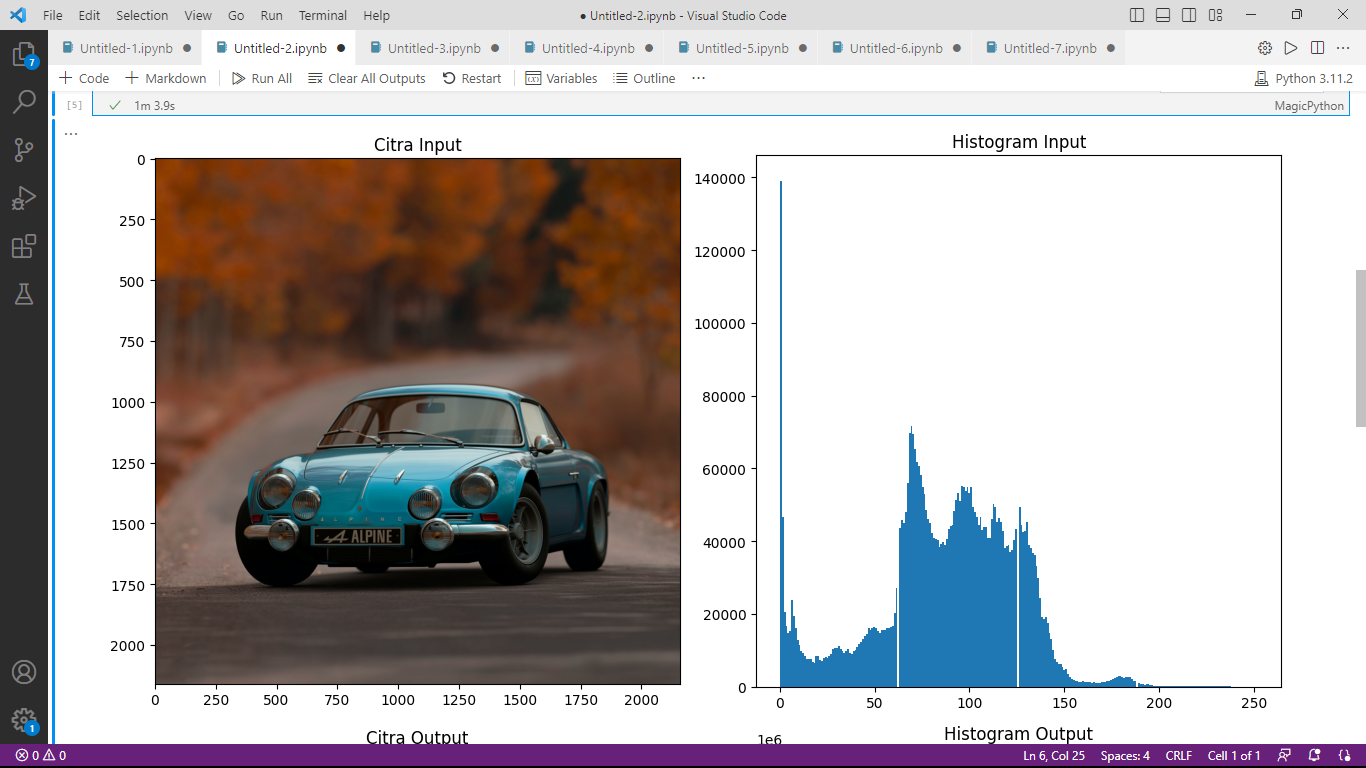 File Edit Selection View Go Run Terminal Help
● Untitled-2.ipynb - Visual Studio Code
Untitled-1.ipynb ● Untitled-2.ipynb ● Untitled-3.ipynb ● Untitled-4.ipynb ● Untitled-5.ipynb ● Untitled-6.ipynb ● Untitled-7.ipynb ●
+ Code + Markdown Run All Clear All Outputs Restart Variables Outline ...
Python 3.11.2
7
[5] ✓ 1m 3.9s
MagicPython
...
Citra Input
0
250
500
750
1000
1250
1500
1750
2000
0 250 500 750 1000 1250 1500 1750 2000
ALPINE
A ALPINE
Histogram Input
140000
120000
100000
80000
60000
40000
20000
0
0 50 100 150 200 250
Citra Output
1e6
Histogram Output
1
0 0
Ln 6, Col 25 Spaces: 4 CRLF Cell 1 of 1